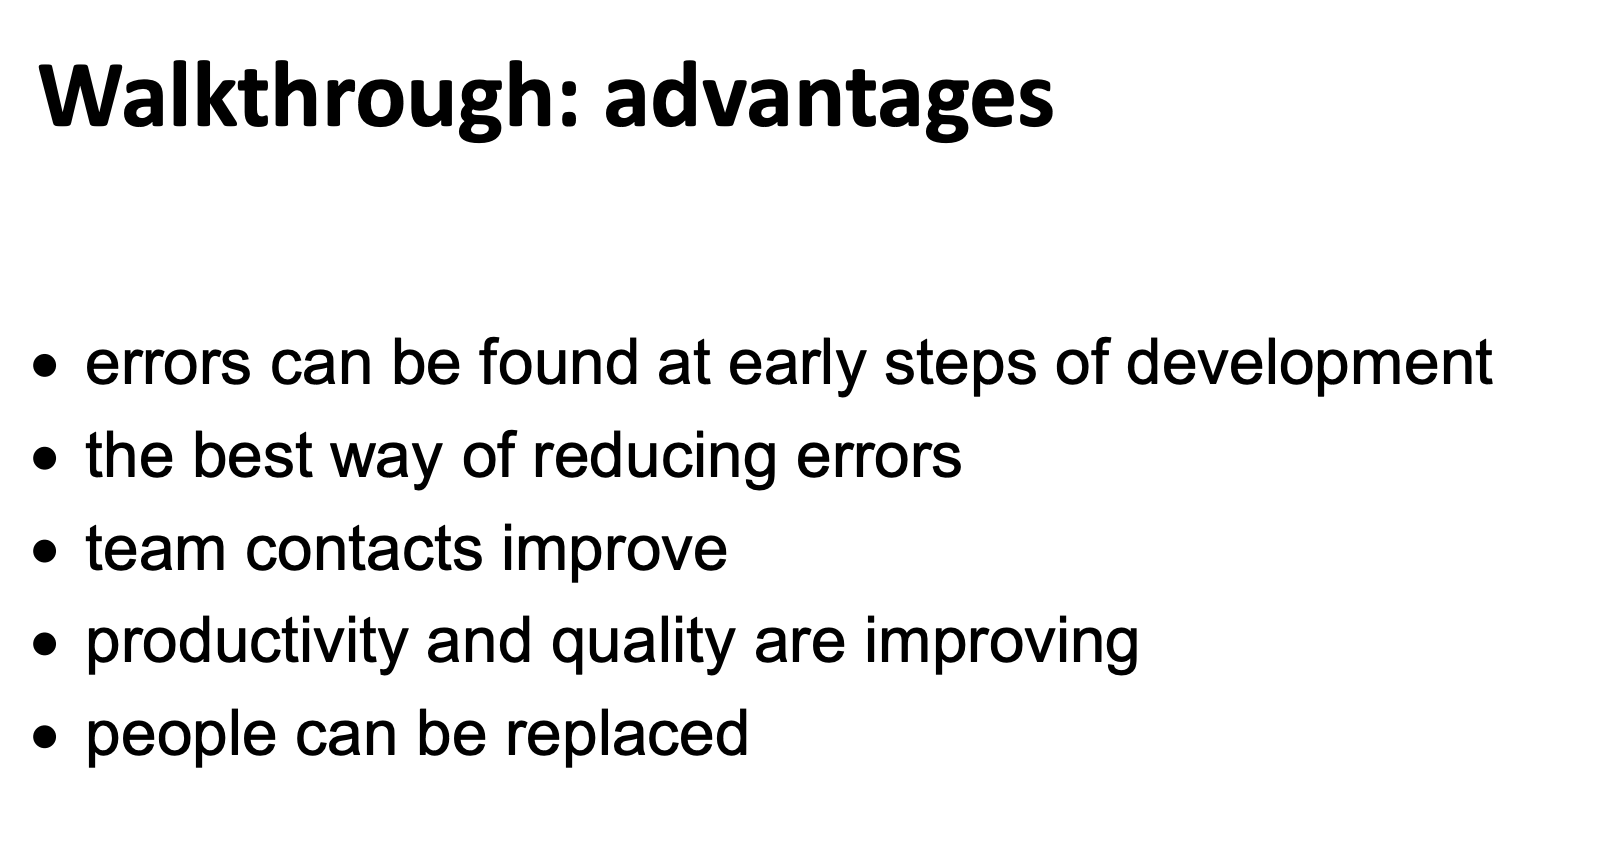 Walkthrough: advantages
• errors can be found at early steps of development
• the best way of reducing errors
• team contacts improve
• productivity and quality are improving
• people can be replaced